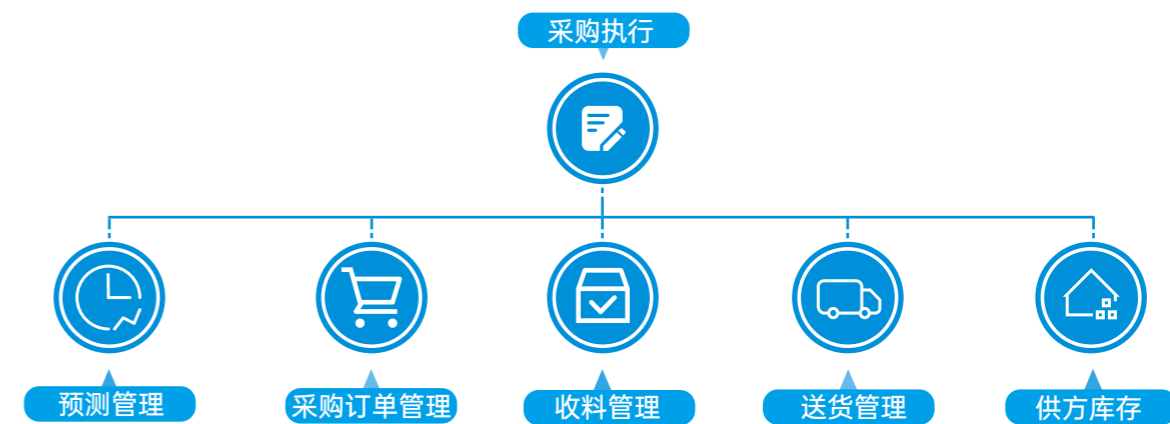 采购执行
预测管理
采购订单管理
收料管理
送货管理
供方库存